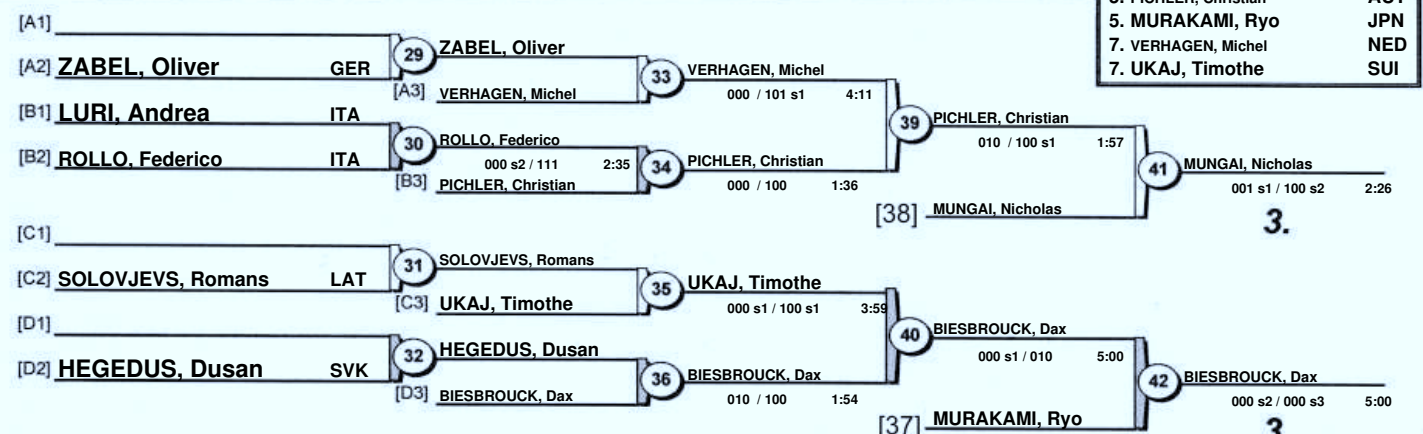 5. PICHLER, Christian AUT
5. MURAKAMI, Ryo JPN
7. VERHAGEN, Michel NED
7. UKAJ, Timothe SUI
[A1]
[A2] ZABEL, Oliver GER
29
ZABEL, Oliver
[A3] VERHAGEN, Michel
33
VERHAGEN, Michel
000 / 101 s1 4:11
[B1] LURI, Andrea ITA
[B2] ROLLO, Federico ITA
30
ROLLO, Federico
000 s2 / 111 2:35
[B3] PICHLER, Christian
34
PICHLER, Christian
000 / 100 1:36
39
PICHLER, Christian
010 / 100 s1 1:57
[38] MUNGAI, Nicholas
41
MUNGAI, Nicholas
001 s1 / 100 s2 2:26
3.
[C1]
[C2] SOLOVJEVS, Romans LAT
31
SOLOVJEVS, Romans
[C3] UKAJ, Timothe
35
UKAJ, Timothe
000 s1 / 100 s1 3:59
[D1]
[D2] HEGEDUS, Dusan SVK
32
HEGEDUS, Dusan
[D3] BIESBROUCK, Dax
36
BIESBROUCK, Dax
010 / 100 1:54
40
BIESBROUCK, Dax
000 s1 / 010 5:00
[37] MURAKAMI, Ryo
42
BIESBROUCK, Dax
000 s2 / 000 s3 5:00
3.